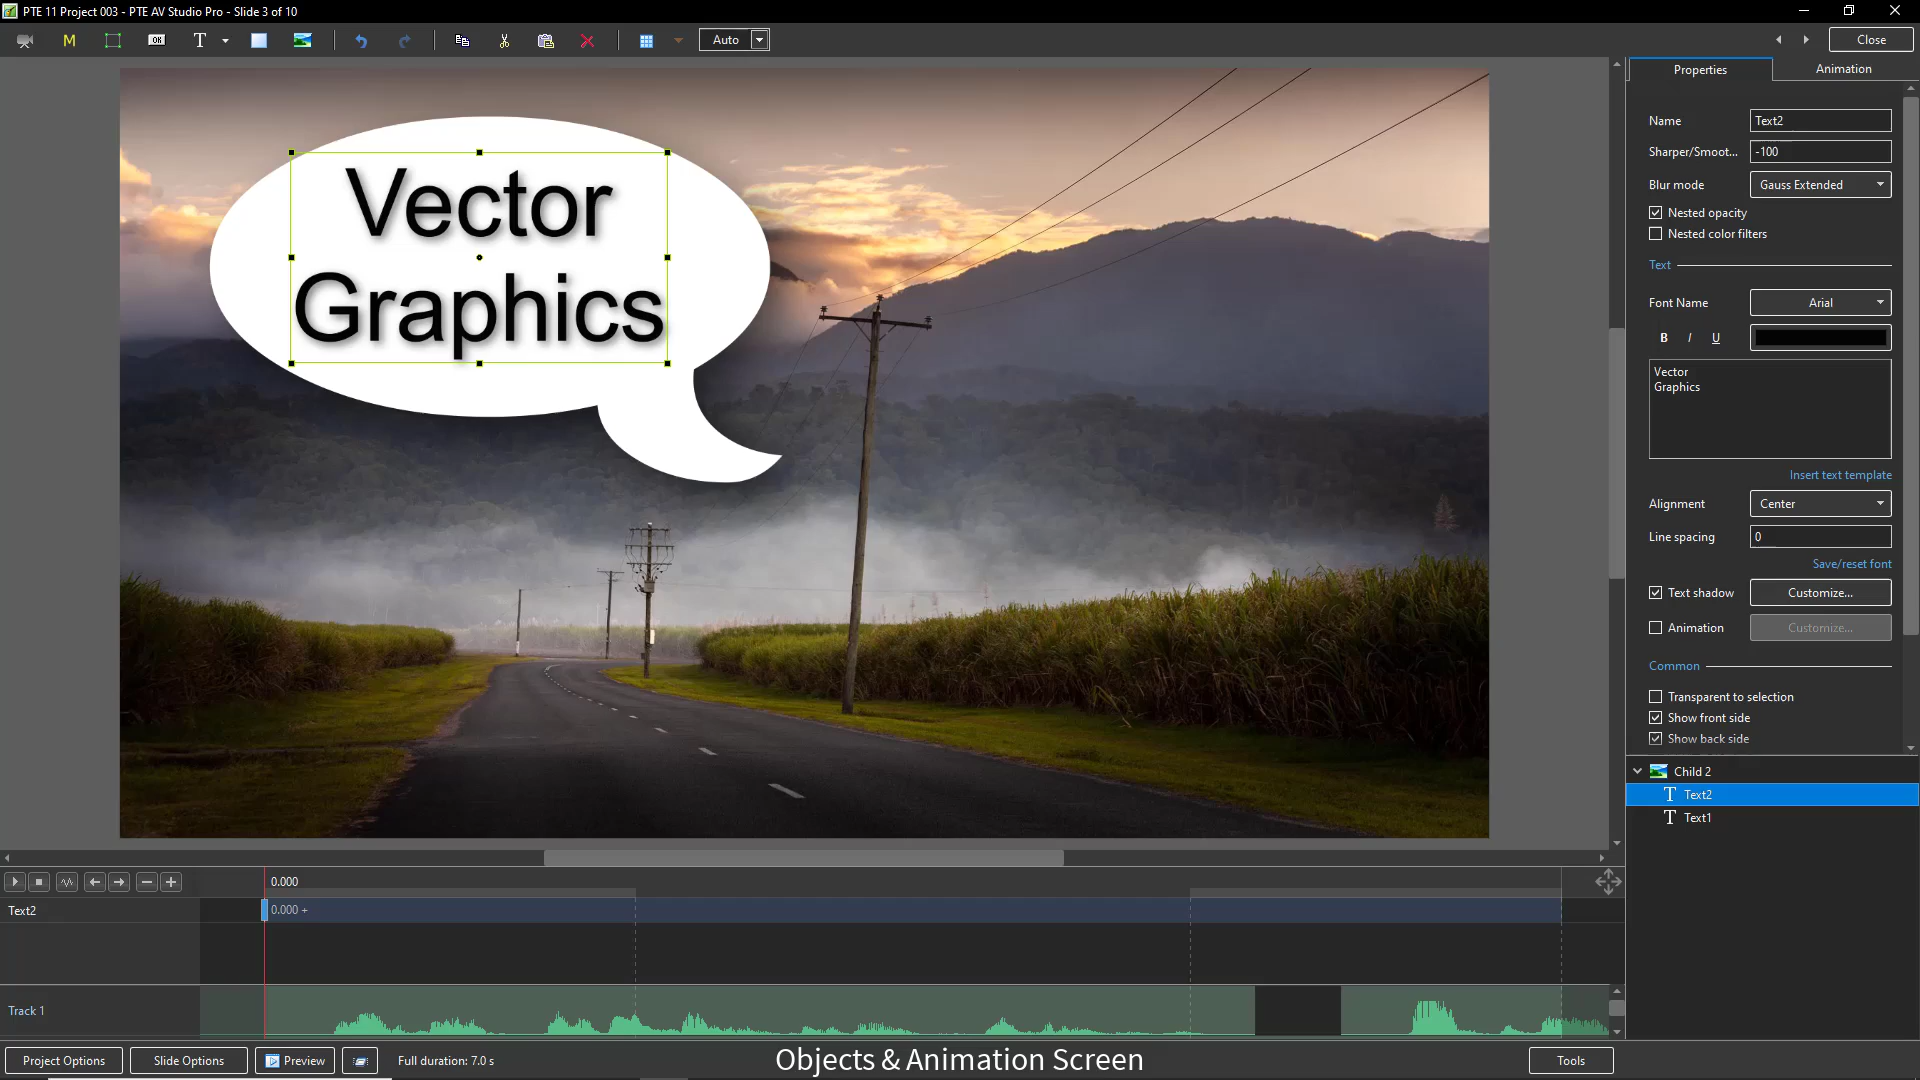 PTE 11 Project 003 - PTE AV Studio Pro - Slide 3 of 10
M
OK
T
Auto
Close
Properties
Animation
Name
Text2
Sharper/Smoot...
-100
Blur mode
Gauss Extended
Nested opacity
Nested color filters
Text
Font Name
Arial
B I U
Vector
Graphics
Insert text template
Alignment
Center
Line spacing
0
Save/reset font
Text shadow
Customize...
Animation
Customize...
Common
Transparent to selection
Show front side
Show back side
Child 2
T Text2
T Text1
Vector
Graphics
0.000
Text2
0.000 +
Track 1
Project Options
Slide Options
Preview
Full duration: 7.0 s
Objects & Animation Screen
Tools